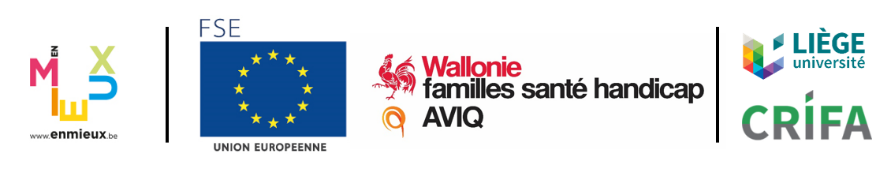 EN
MIEUX
www.enmieux.be
FSE
UNION EUROPEENNE
Wallonie
familles santé handicap
AVIQ
LIÈGE
université
CRIFA